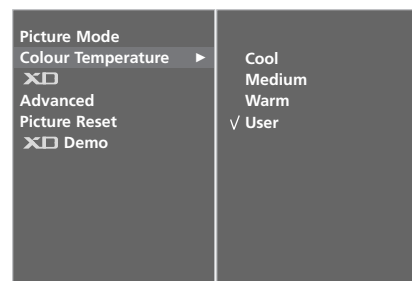 Picture Mode
Colour Temperature ►
XD
Advanced
Picture Reset
XD Demo
Cool
Medium
Warm
√ User